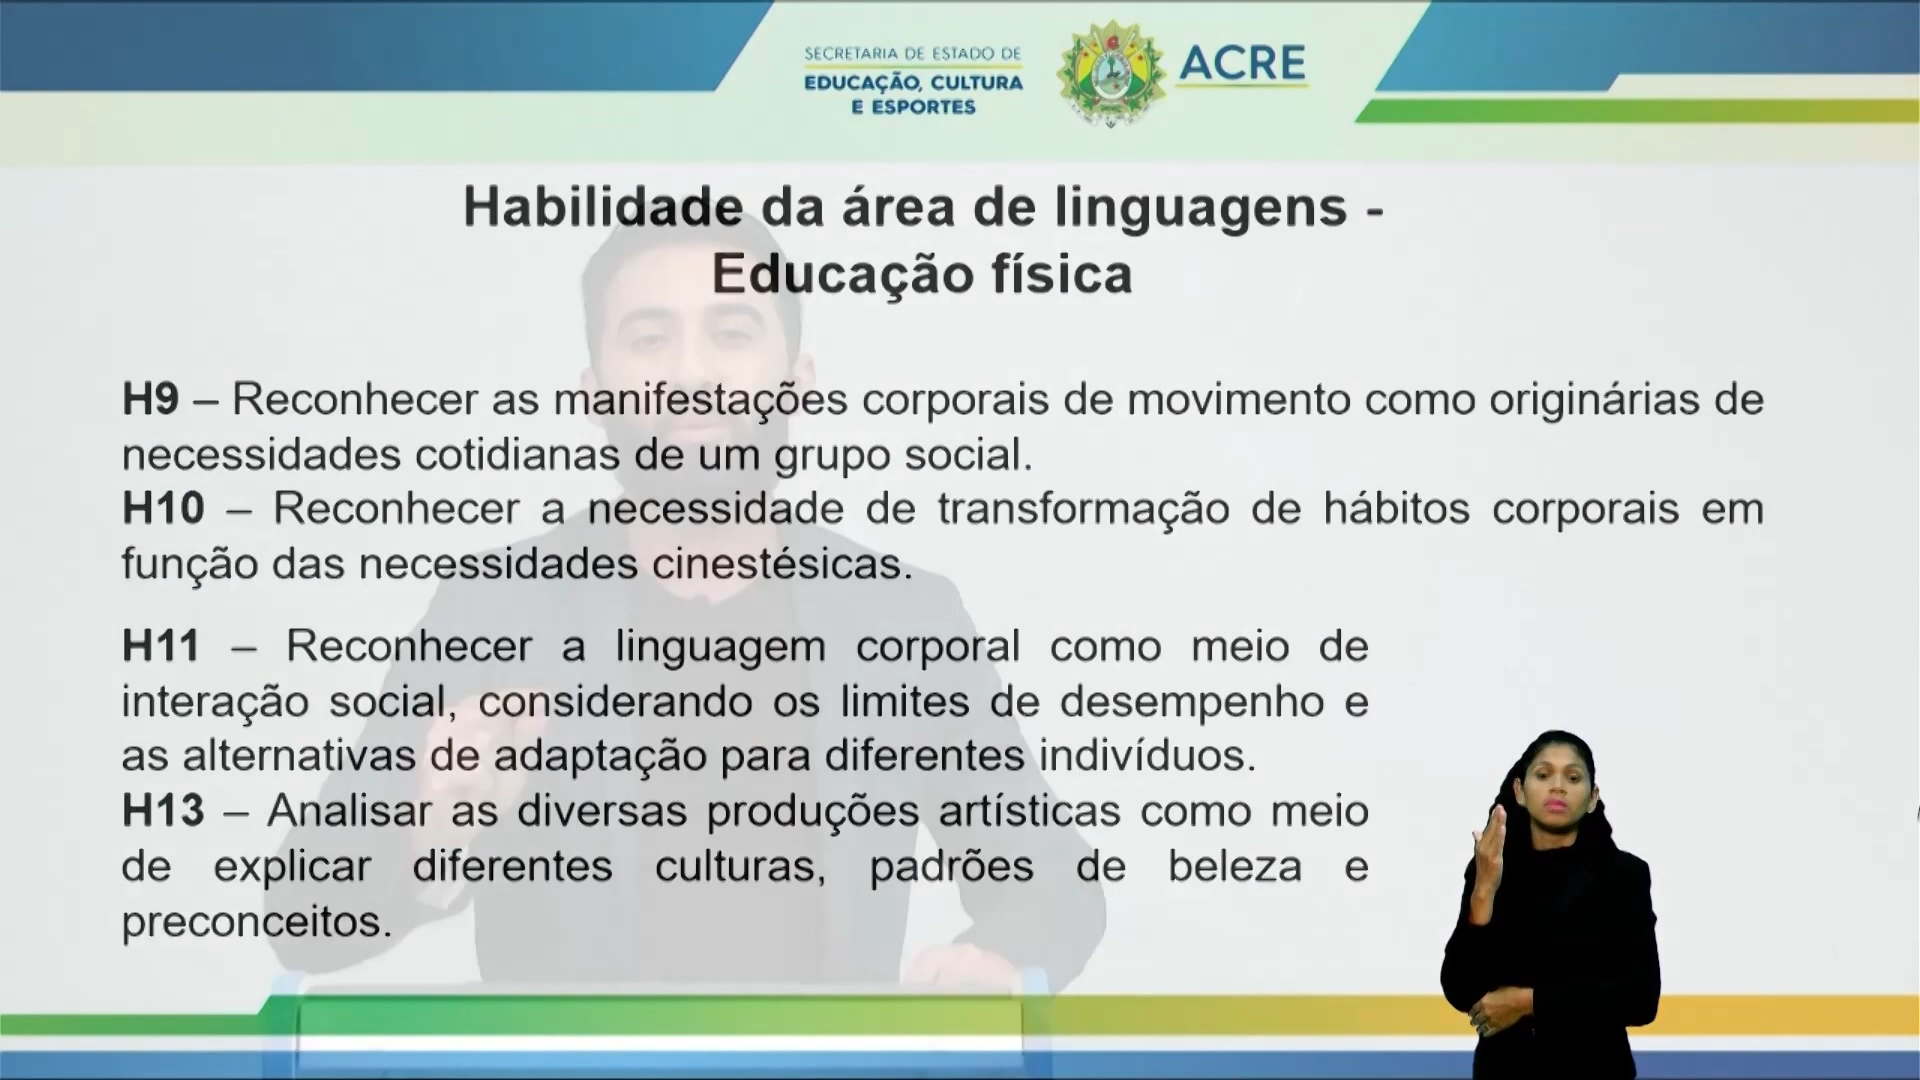 SECRETARIA DE ESTADO DE
EDUCAÇÃO, CULTURA
E ESPORTES
ACRE
Habilidade da área de linguagens -
Educação física
H9 – Reconhecer as manifestações corporais de movimento como originárias de
necessidades cotidianas de um grupo social.
H10 – Reconhecer a necessidade de transformação de hábitos corporais em
função das necessidades cinestésicas.
H11 – Reconhecer a linguagem corporal como meio de
interação social, considerando os limites de desempenho e
as alternativas de adaptação para diferentes indivíduos.
H13 – Analisar as diversas produções artísticas como meio
de explicar diferentes culturas, padrões de beleza e
preconceitos.